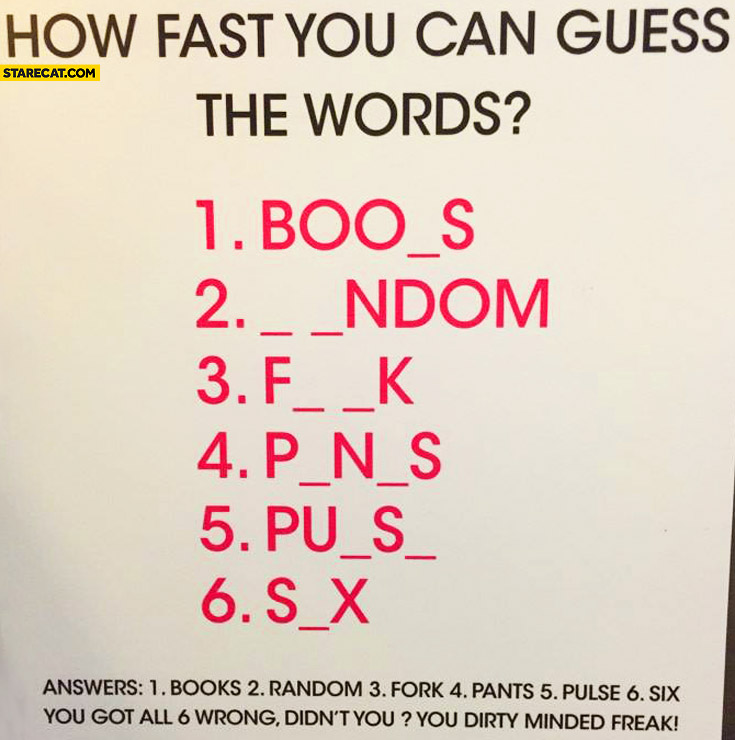 HOW FAST YOU CAN GUESS
STARECAT.COM
THE WORDS?
1. BOO_S
2. _ _NDOM
3. F_ _K
4. P_N_S
5. PU_S_
6. S_X
ANSWERS: 1. BOOKS 2. RANDOM 3. FORK 4. PANTS 5. PULSE 6. SIX
YOU GOT ALL 6 WRONG, DIDN'T YOU ? YOU DIRTY MINDED FREAK!